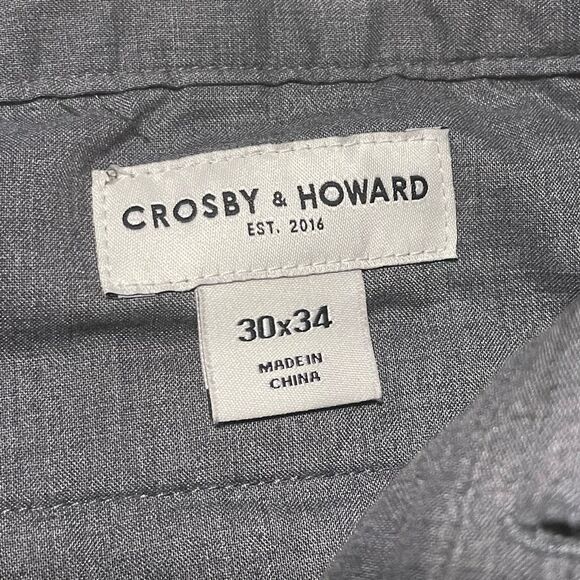 CROSBY & HOWARD
EST. 2016
30x34
MADE IN
CHINA